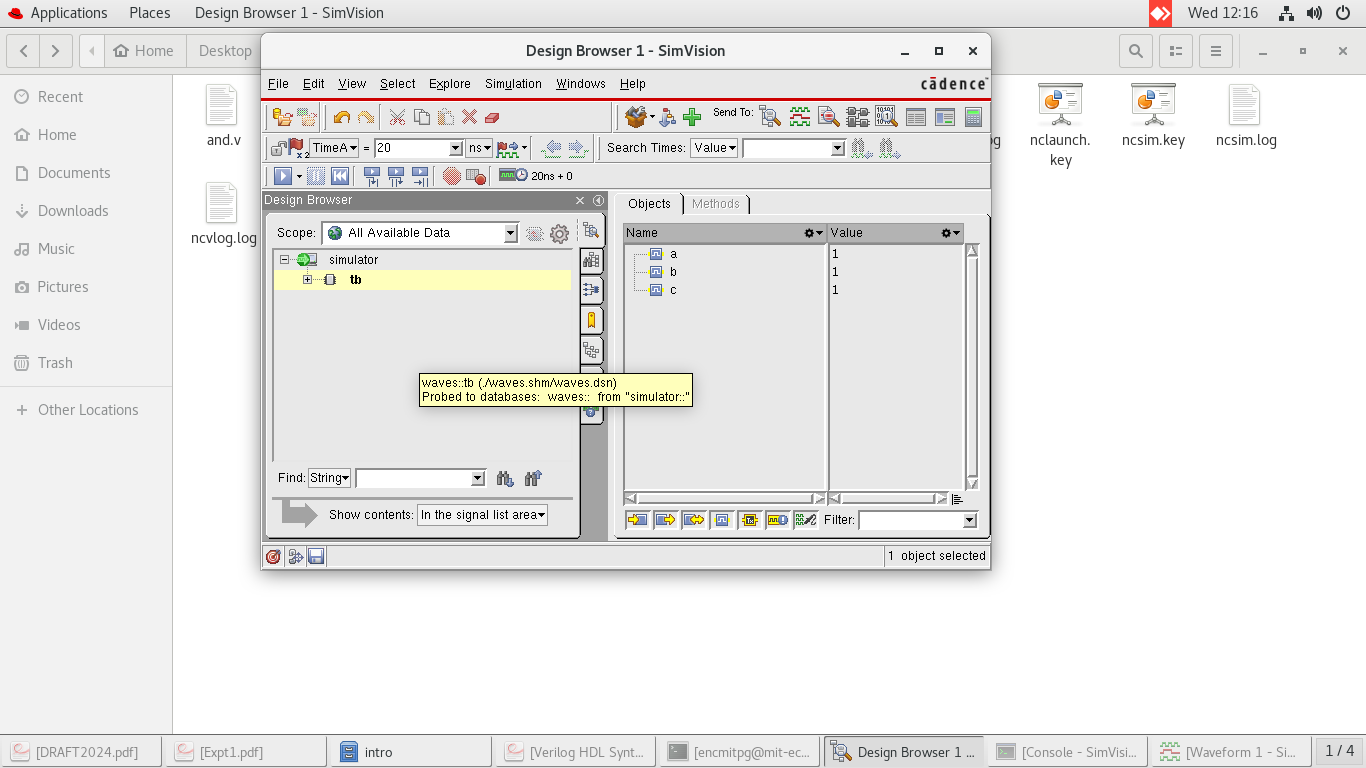 Applications Places Design Browser 1 - SimVision Wed 12:16
Home Desktop
Design Browser 1 - SimVision
File Edit View Select Explore Simulation Windows Help cādence
Send To:
TimeA = 20 ns Search Times: Value
20ns + 0
Recent
Home
Documents
Downloads
Music
Pictures
Videos
Trash
Other Locations
and.v
ncvlog.log
og
nclaunch.
key
ncsim.key
ncsim.log
Design Browser
Scope: All Available Data
simulator
tb
Objects Methods
Name Value
a 1
b 1
c 1
waves::tb (./waves.shm/waves.dsn)
Probed to databases: waves:: from "simulator::"
Find: String
Show contents: In the signal list area
Filter:
1 object selected
[DRAFT2024.pdf] [Expt1.pdf] intro [Verilog HDL Synt... [encmitpg@mit-ec... Design Browser 1 ... [Console - SimVis... [Waveform 1 - Si... 1 / 4